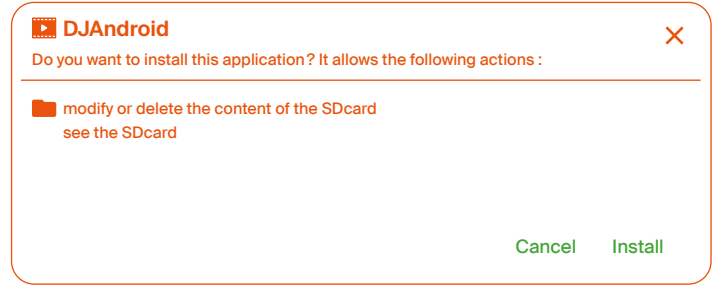 DJAndroid
Do you want to install this application? It allows the following actions :
modify or delete the content of the SDcard
see the SDcard
Cancel Install